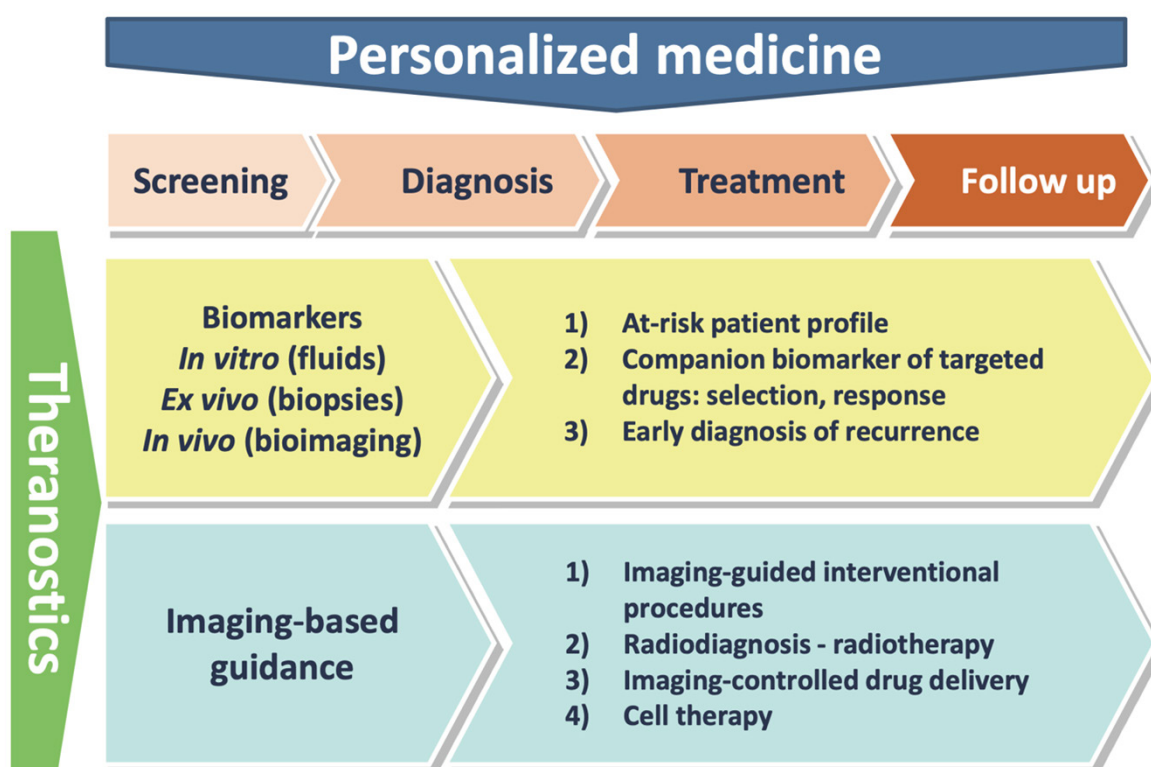 Personalized medicine
Screening
Diagnosis
Treatment
Follow up
Theranostics
Biomarkers
In vitro (fluids)
Ex vivo (biopsies)
In vivo (bioimaging)
1) At-risk patient profile
2) Companion biomarker of targeted
drugs: selection, response
3) Early diagnosis of recurrence
Imaging-based
guidance
1) Imaging-guided interventional
procedures
2) Radiodiagnosis - radiotherapy
3) Imaging-controlled drug delivery
4) Cell therapy